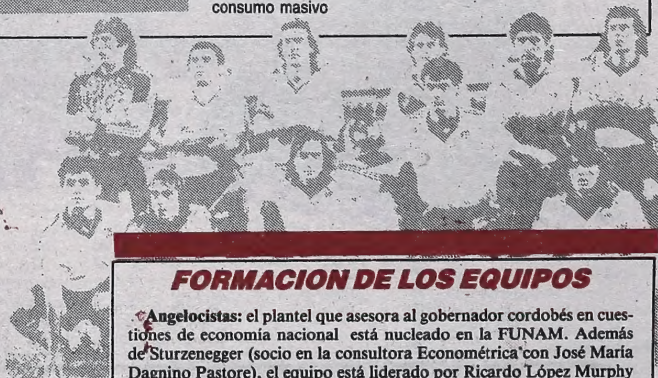 consumo masivo
FORMACION DE LOS EQUIPOS
Angelocistas: el plantel que asesora al gobernador cordobés en cues-
tiones de economía nacional está nucleado en la FUNAM. Además
de Sturzenegger (socio en la consultora Econométrica con José María
Dagnino Pastore), el equipo está liderado por Ricardo López Murphy